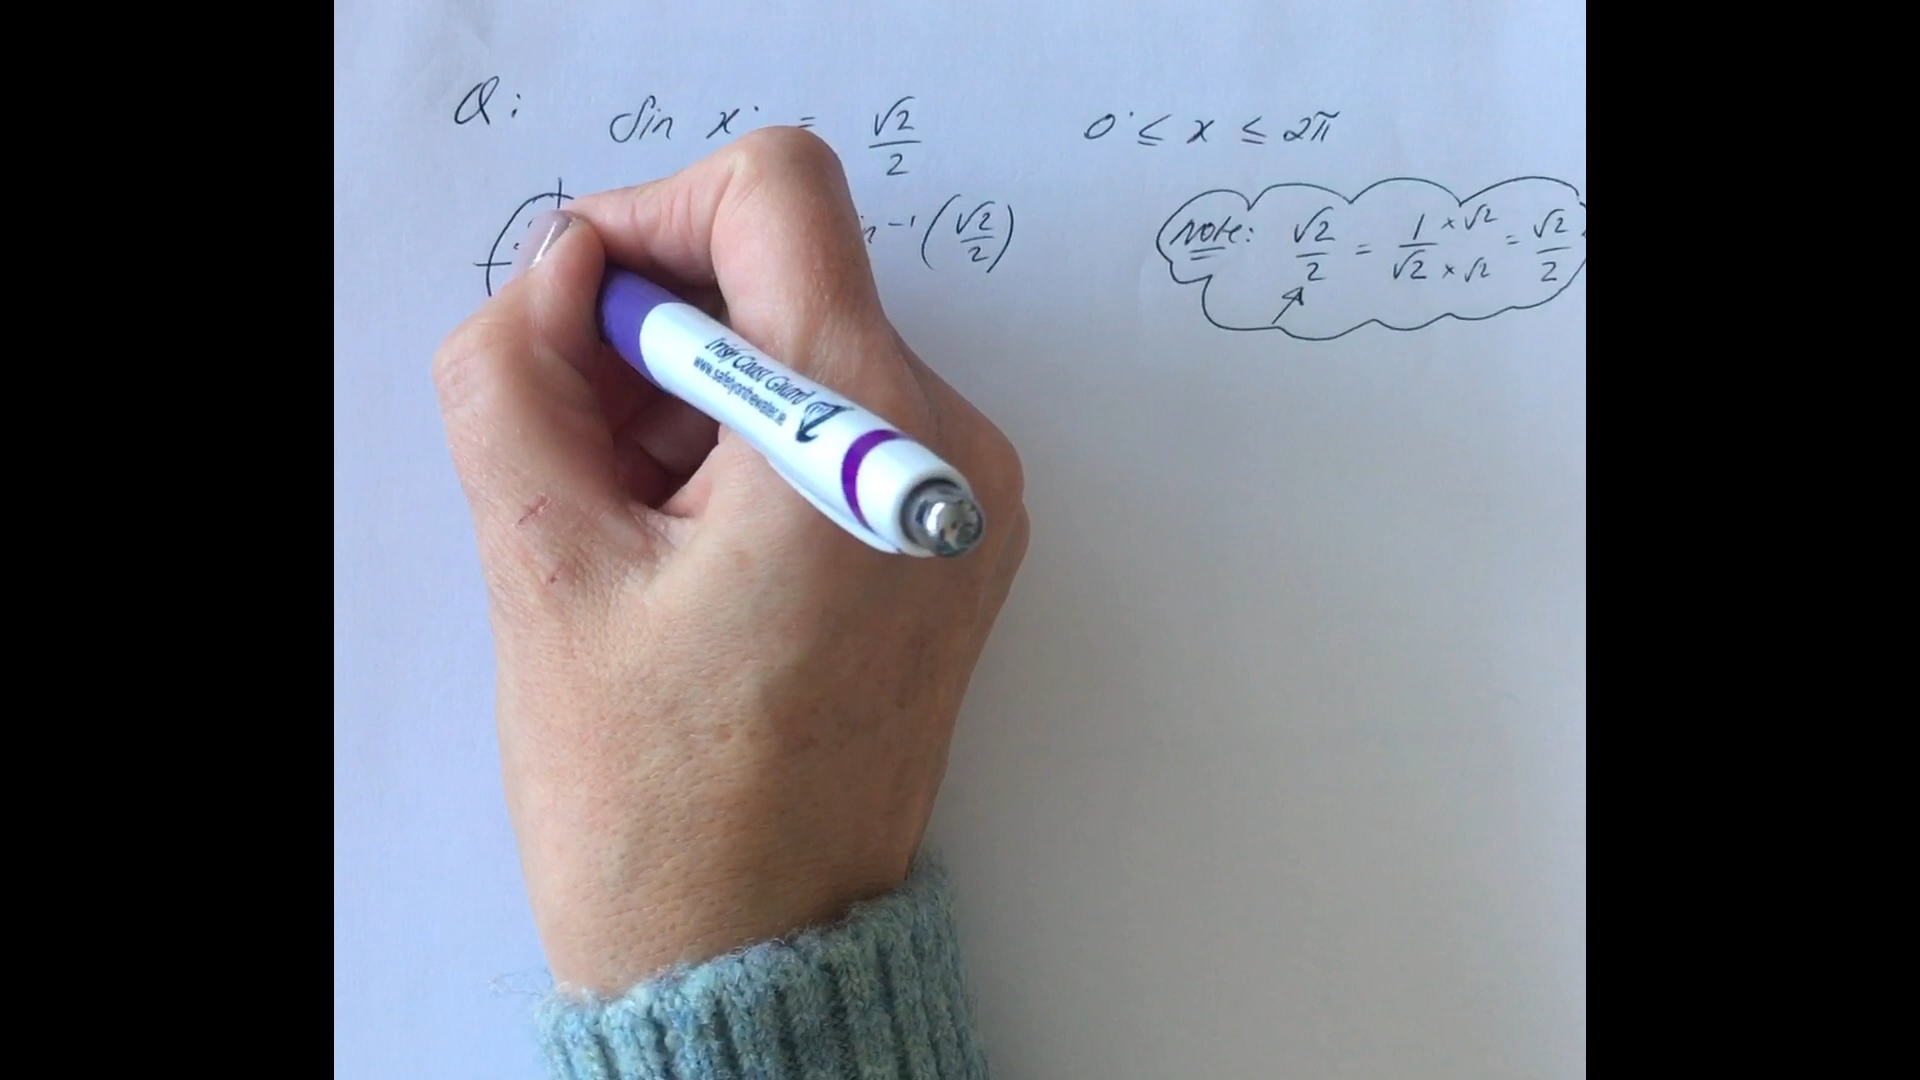 Q: Sin x = √2/2 0 ≤ x ≤ 2π
⁻¹(√2/2)
Note: √2/2 = 1/√2 ×√2/×√2 = √2/2
Irish Coast Guard
www.safetyonthewater.ie